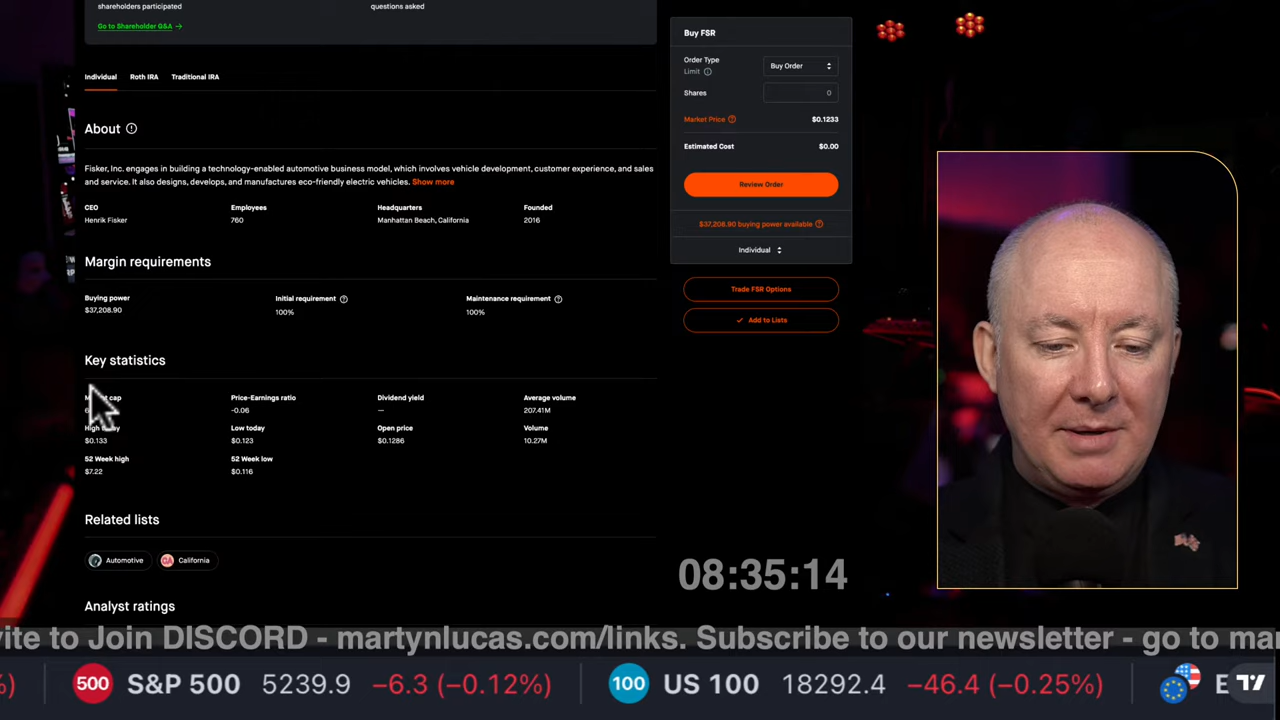 shareholders participated
questions asked
Go to Shareholder Q&A →
Individual Roth IRA Traditional IRA
About
Fisker, Inc. engages in building a technology-enabled automotive business model, which involves vehicle development, customer experience, and sales
and service. It also designs, develops, and manufactures eco-friendly electric vehicles. Show more
CEO Employees Headquarters Founded
Henrik Fisker 760 Manhattan Beach, California 2016
Margin requirements
Buying power Initial requirement Maintenance requirement
$37,208.90 100% 100%
Key statistics
cap Price-Earnings ratio Dividend yield Average volume
-0.06 — 207.41M
Low today Open price Volume
$0.133 $0.123 $0.1286 10.27M
52 Week high 52 Week low
$7.22 $0.116
Related lists
Automotive California
Analyst ratings
Buy FSR
Order Type Buy Order
Limit
Shares 0
Market Price $0.1233
Estimated Cost $0.00
Review Order
$37,208.90 buying power available
Individual
Trade FSR Options
Add to Lists
08:35:14
vite to Join DISCORD - martynlucas.com/links. Subscribe to our newsletter - go to mar
%) 500 S&P 500 5239.9 −6.3 (−0.12%) 100 US 100 18292.4 −46.4 (−0.25%) E